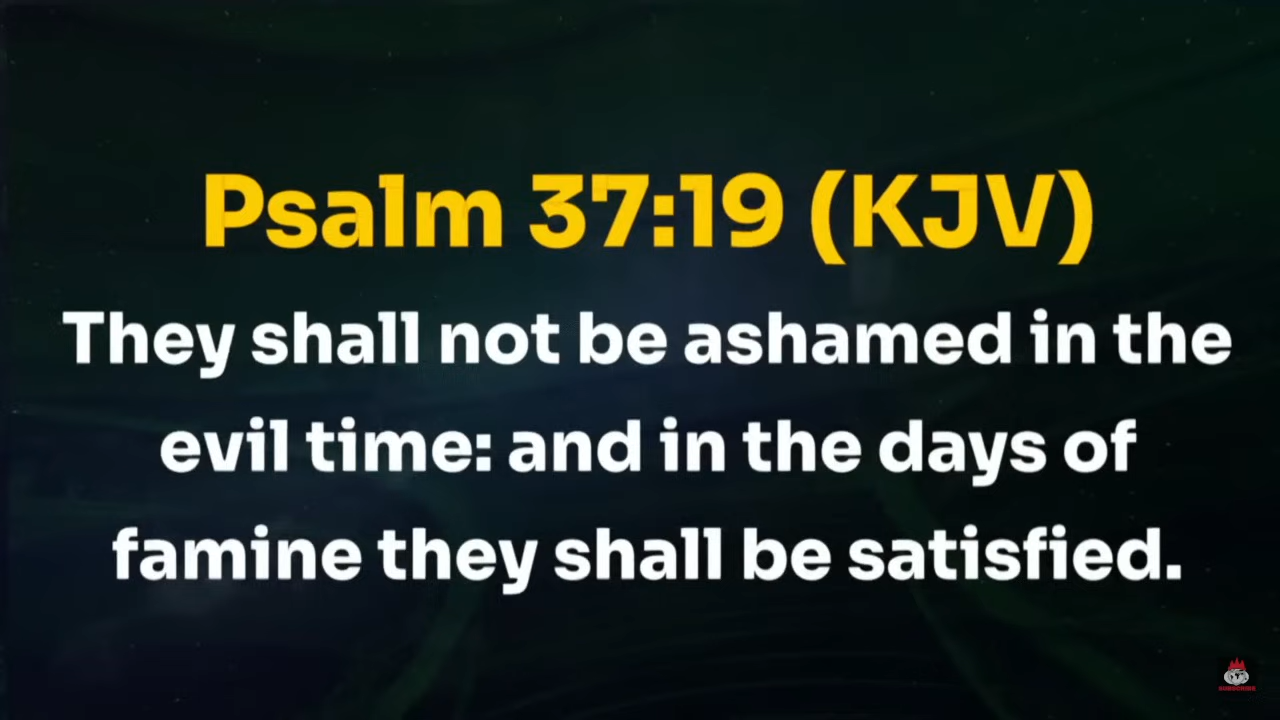 Psalm 37:19 (KJV)
They shall not be ashamed in the
evil time: and in the days of
famine they shall be satisfied.
SUBSCRIBE